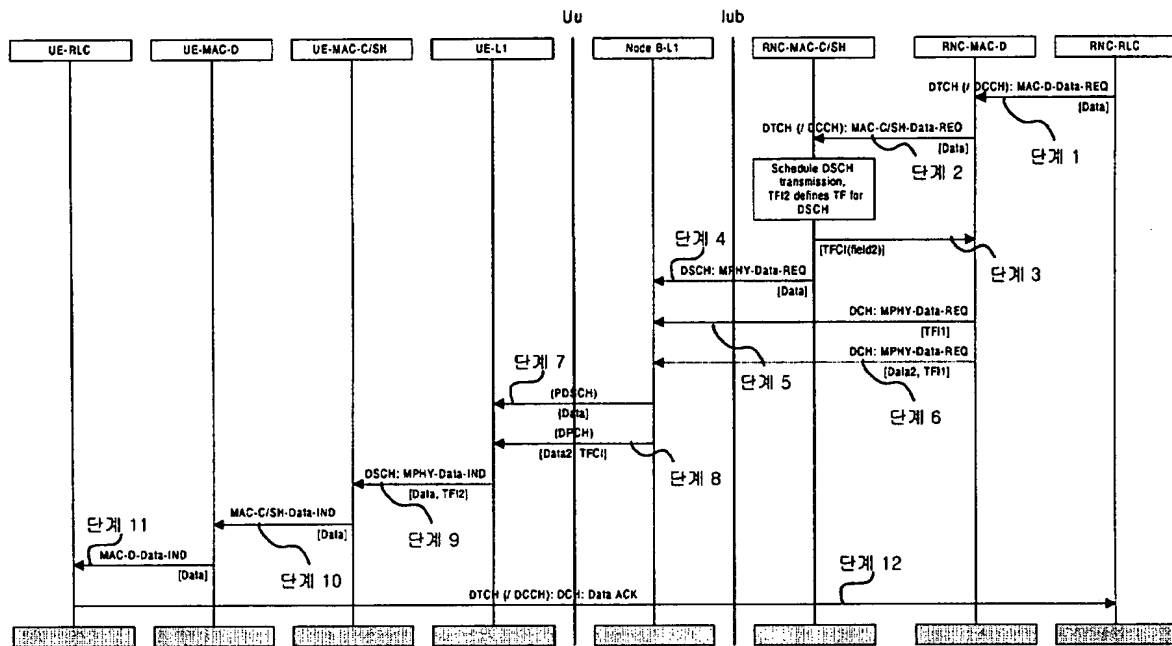 Uu
Iub
UE-RLC
UE-MAC-D
UE-MAC-C/SH
UE-L1
Node B-L1
RNC-MAC-C/SH
RNC-MAC-D
RNC-RLC
DTCH (/ DCCH): MAC-D-Data-REQ
[Data]
단계 1
DTCH (/ DCCH): MAC-C/SH-Data-REQ
[Data]
단계 2
Schedule DSCH
transmission,
TFI2 defines TF for
DSCH
[TFCI(field2)]
단계 3
단계 4
DSCH: MPHY-Data-REQ
[Data]
DCH: MPHY-Data-REQ
[TFI1]
단계 5
DCH: MPHY-Data-REQ
[Data2, TFI1]
단계 6
단계 7
(PDSCH)
[Data]
(DPCH)
[Data2, TFCI]
단계 8
DSCH: MPHY-Data-IND
[Data, TFI2]
단계 9
MAC-C/SH-Data-IND
[Data]
단계 10
단계 11
MAC-D-Data-IND
[Data]
단계 12
DTCH (/ DCCH): DCH: Data ACK